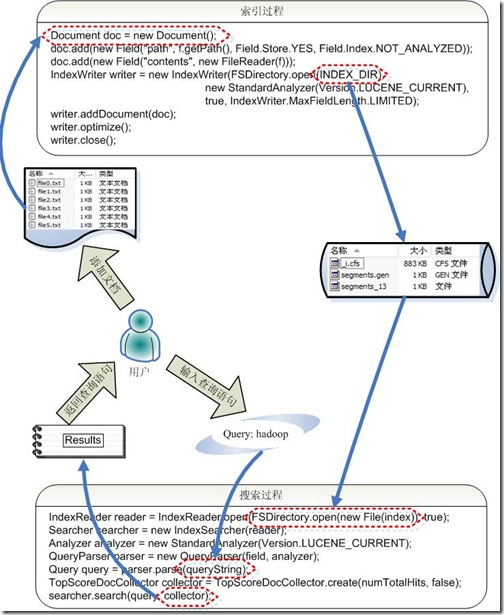 索引过程
Document doc = new Document();
doc.add(new Field("path", f.getPath(), Field.Store.YES, Field.Index.NOT_ANALYZED));
doc.add(new Field("contents", new FileReader(f)));
IndexWriter writer = new IndexWriter(FSDirectory.open(INDEX_DIR),
new StandardAnalyzer(Version.LUCENE_CURRENT),
true, IndexWriter.MaxFieldLength.LIMITED);
writer.addDocument(doc);
writer.optimize();
writer.close();
名称 大... 类型
file0.txt 1 KB 文本文档
file1.txt 1 KB 文本文档
file2.txt 1 KB 文本文档
file3.txt 1 KB 文本文档
file4.txt 1 KB 文本文档
file5.txt 1 KB 文本文档
名称 大小 类型
_i.cfs 883 KB CFS 文件
segments.gen 1 KB GEN 文件
segments_13 1 KB 文件
添加文档
用户
返回查询语句
输入查询语句
Results
Query: hadoop
搜索过程
IndexReader reader = IndexReader.open(FSDirectory.open(new File(index)), true);
Searcher searcher = new IndexSearcher(reader);
Analyzer analyzer = new StandardAnalyzer(Version.LUCENE_CURRENT);
QueryParser parser = new QueryParser(field, analyzer);
Query query = parser.parse(queryString);
TopScoreDocCollector collector = TopScoreDocCollector.create(numTotalHits, false);
searcher.search(query, collector);